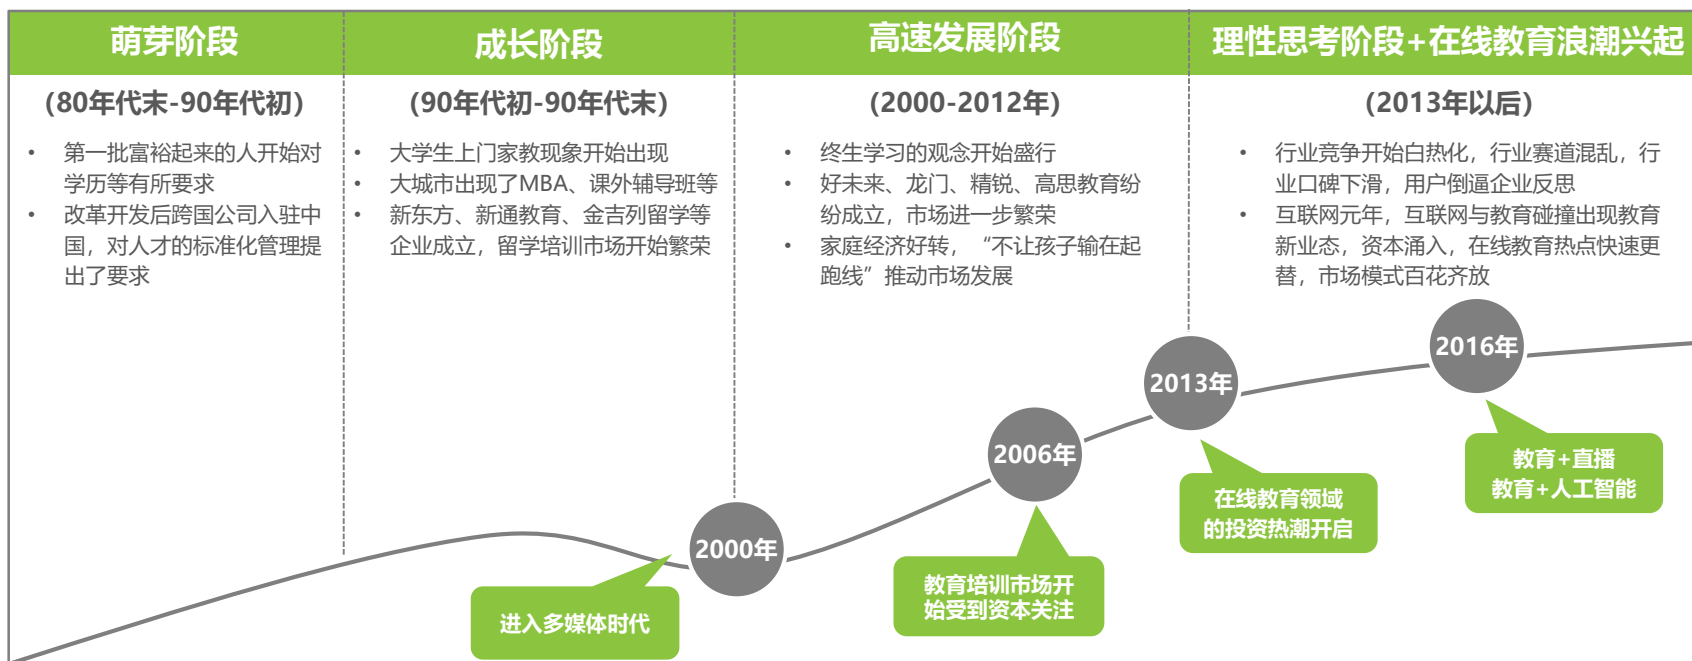 萌芽阶段
(80年代末-90年代初)
• 第一批富裕起来的人开始对
学历等有所要求
• 改革开发后跨国公司入驻中
国，对人才的标准化管理提
出了要求
成长阶段
(90年代初-90年代末)
• 大学生上门家教现象开始出现
• 大城市出现了MBA、课外辅导班等
• 新东方、新通教育、金吉列留学等
企业成立，留学培训市场开始繁荣
高速发展阶段
(2000-2012年)
• 终生学习的观念开始盛行
• 好未来、龙门、精锐、高思教育纷
纷成立，市场进一步繁荣
• 家庭经济好转，“不让孩子输在起
跑线”推动市场发展
理性思考阶段+在线教育浪潮兴起
(2013年以后)
• 行业竞争开始白热化，行业赛道混乱，行
业口碑下滑，用户倒逼企业反思
• 互联网元年，互联网与教育碰撞出现教育
新业态，资本涌入，在线教育热点快速更
替，市场模式百花齐放
2000年
进入多媒体时代
2006年
教育培训市场开
始受到资本关注
2013年
在线教育领域
的投资热潮开启
2016年
教育+直播
教育+人工智能